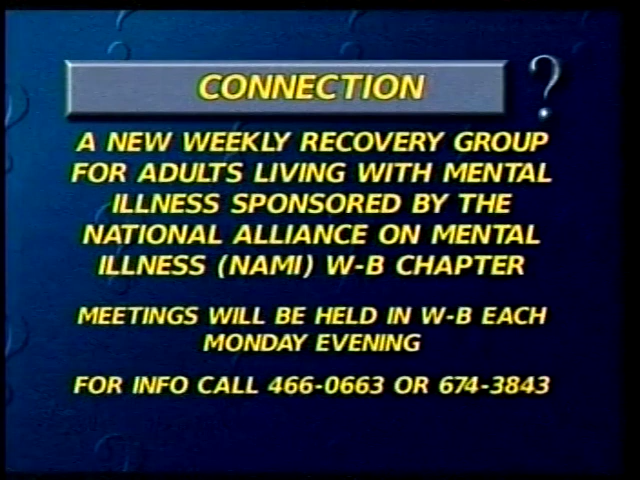 CONNECTION
A NEW WEEKLY RECOVERY GROUP
FOR ADULTS LIVING WITH MENTAL
ILLNESS SPONSORED BY THE
NATIONAL ALLIANCE ON MENTAL
ILLNESS (NAMI) W-B CHAPTER
MEETINGS WILL BE HELD IN W-B EACH
MONDAY EVENING
FOR INFO CALL 466-0663 OR 674-3843